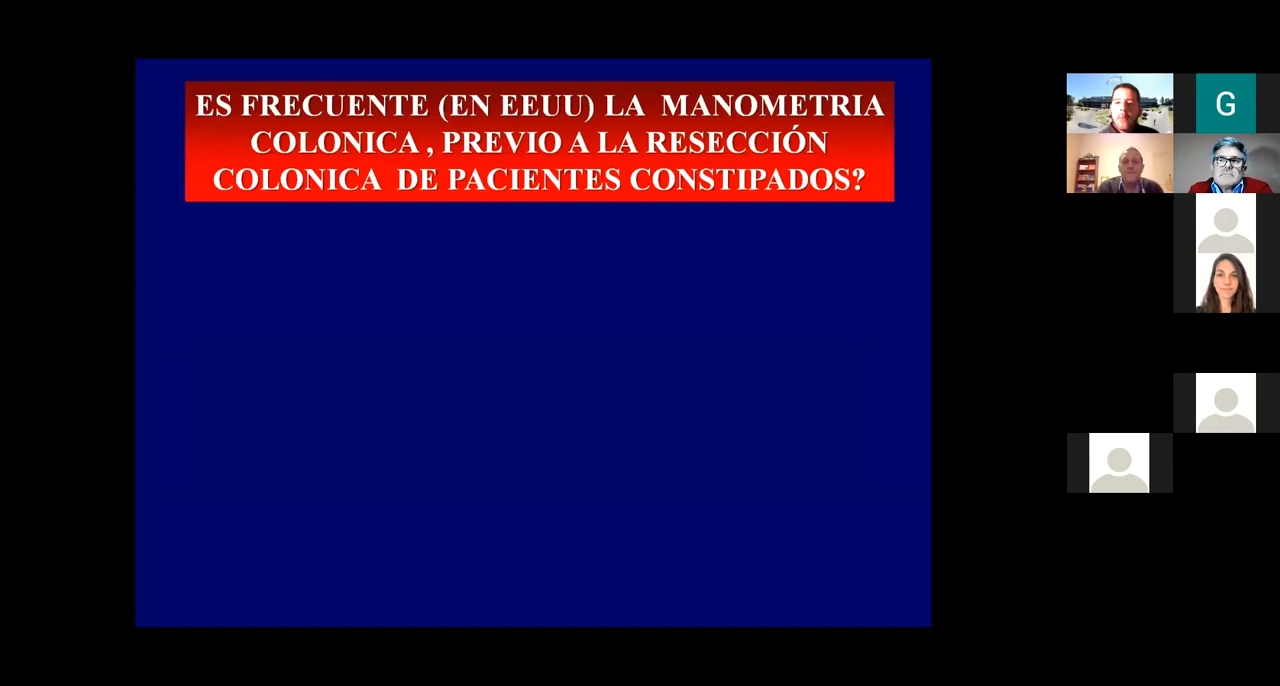 ES FRECUENTE (EN EEUU) LA MANOMETRIA
COLONICA , PREVIO A LA RESECCIÓN
COLONICA DE PACIENTES CONSTIPADOS?
G